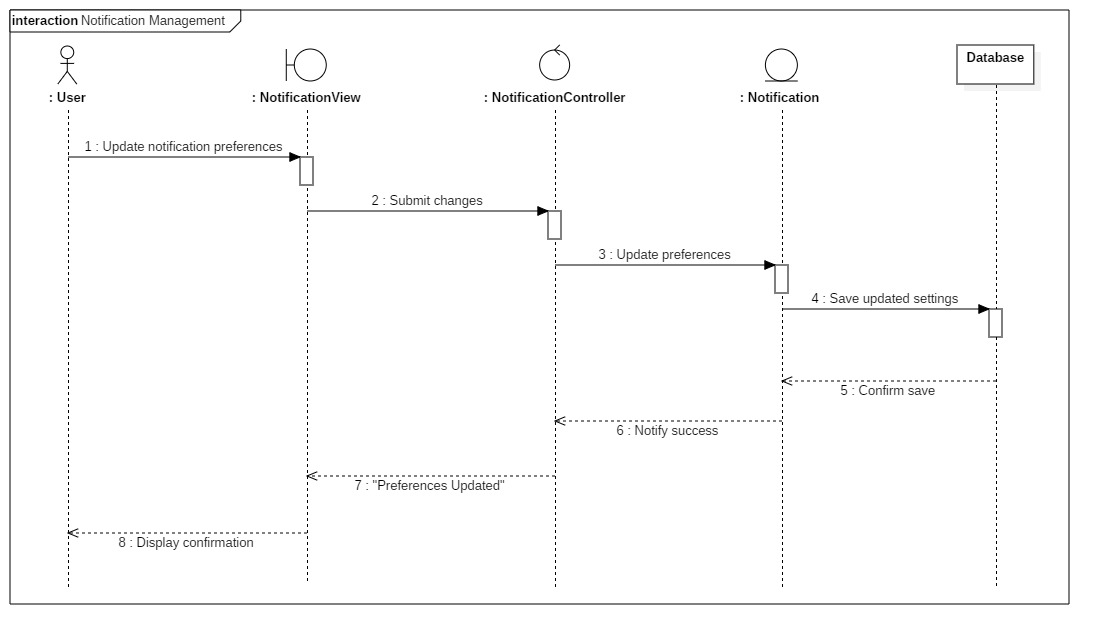 interaction Notification Management
: User
: NotificationView
: NotificationController
: Notification
Database
1 : Update notification preferences
2 : Submit changes
3 : Update preferences
4 : Save updated settings
5 : Confirm save
6 : Notify success
7 : "Preferences Updated"
8 : Display confirmation